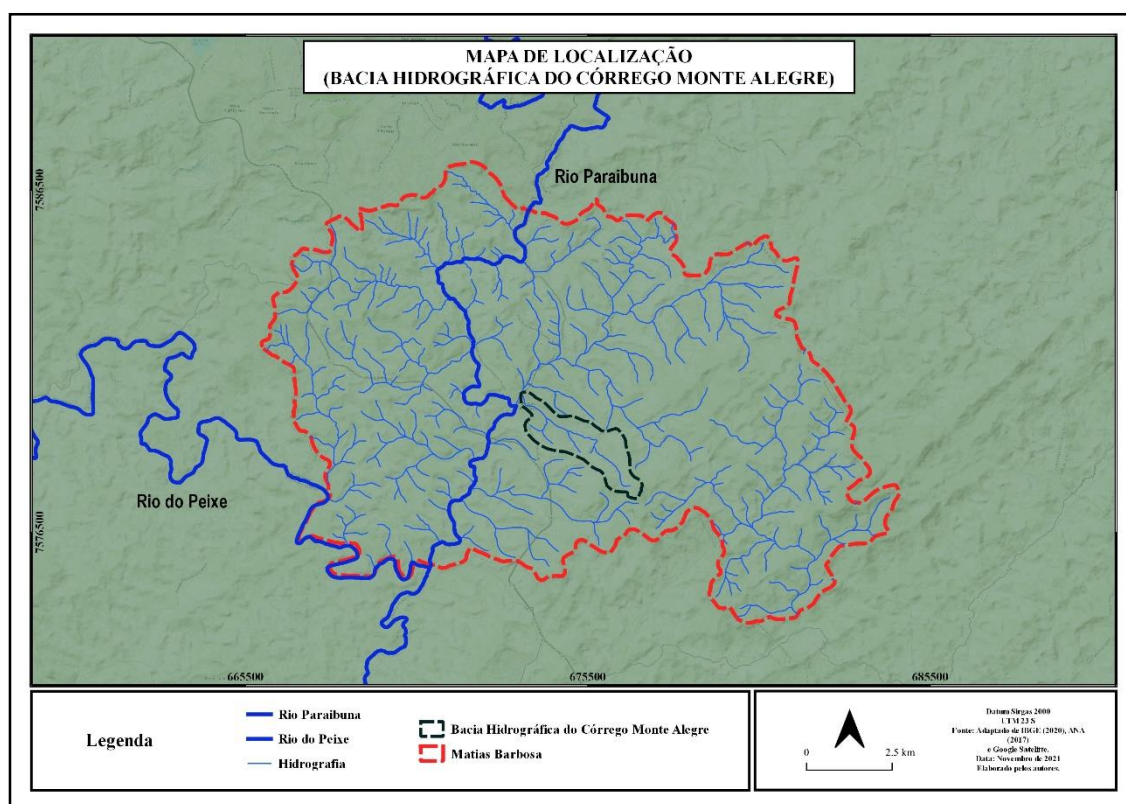 MAPA DE LOCALIZAÇÃO
(BACIA HIDROGRÁFICA DO CÓRREGO MONTE ALEGRE)
Rio Paraibuna
7586500
Rio do Peixe
7576500
665500
675500
685500
Legenda
Rio Paraibuna
Rio do Peixe
Hidrografia
Bacia Hidrográfica do Córrego Monte Alegre
Matias Barbosa
0
2.5 km
Datum Sirgas 2000
UTM 23 S
Fonte: Adaptado de IBGE (2020), ANA
(2017)
e Google Satelitte.
Data: Novembro de 2021
Elaborado pelos autores.